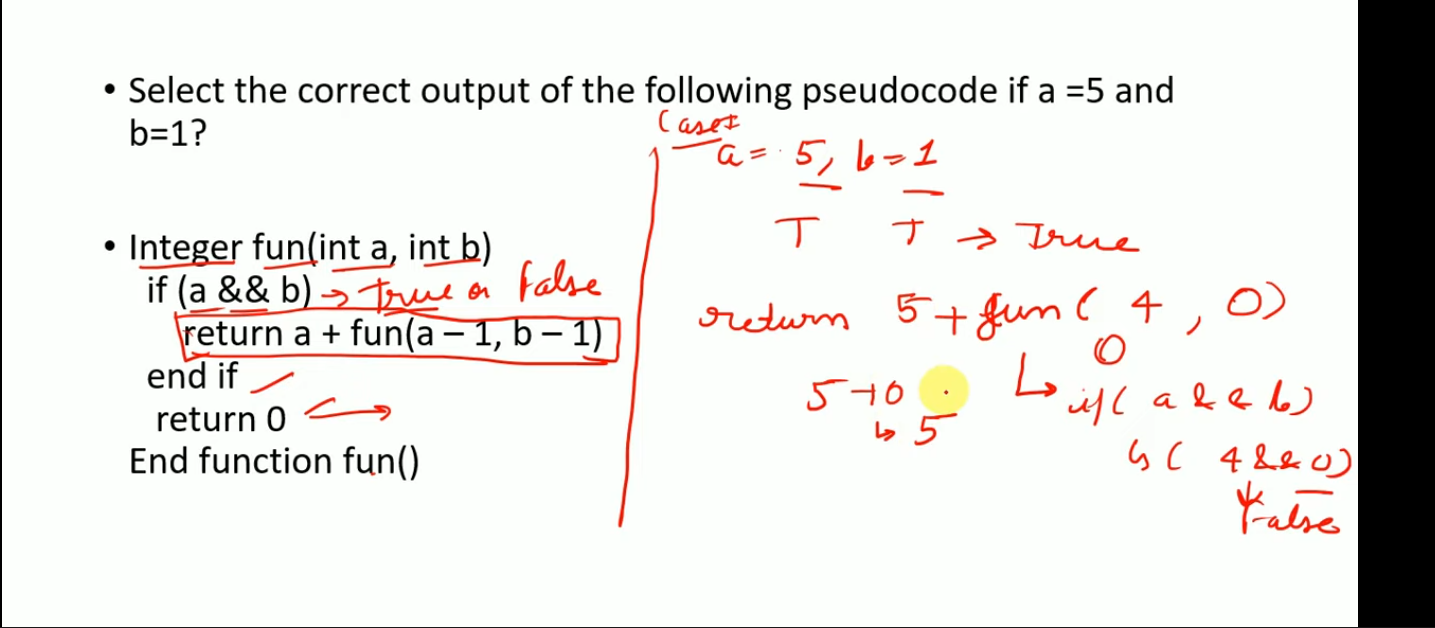 • Select the correct output of the following pseudocode if a =5 and
b=1?
• Integer fun(int a, int b)
if (a && b) → True or False
return a + fun(a – 1, b – 1)
end if
return 0
End function fun()
Case I
a = 5, b = 1
T T → True
return 5 + fun( 4 , 0)
0
5 + 0
↳ 5
↳ if( a && b)
↳ ( 4 && 0)
False